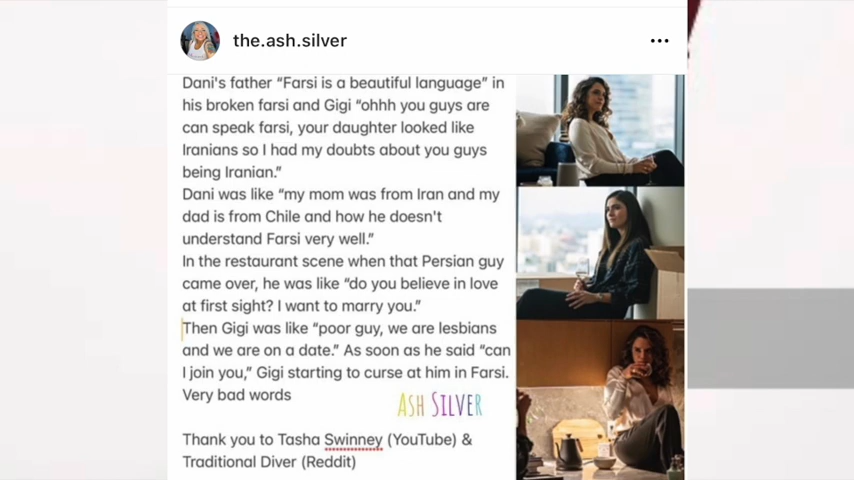 the.ash.silver
Dani's father “Farsi is a beautiful language” in
his broken farsi and Gigi “ohhh you guys are
can speak farsi, your daughter looked like
Iranians so I had my doubts about you guys
being Iranian.”
Dani was like “my mom was from Iran and my
dad is from Chile and how he doesn't
understand Farsi very well.”
In the restaurant scene when that Persian guy
came over, he was like “do you believe in love
at first sight? I want to marry you.”
Then Gigi was like “poor guy, we are lesbians
and we are on a date.” As soon as he said “can
I join you,” Gigi starting to curse at him in Farsi.
Very bad words
ASH SILVER
Thank you to Tasha Swinney (YouTube) &
Traditional Diver (Reddit)